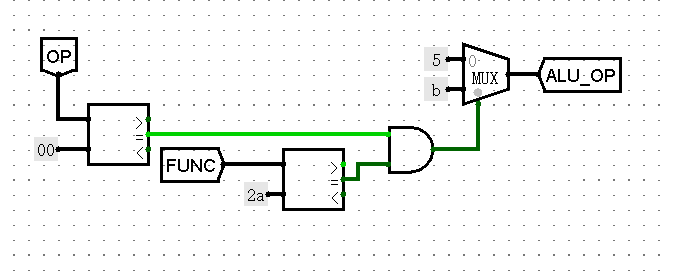 OP
5
0
MUX
ALU_OP
b
>
=
<
00
FUNC
>
=
<
2a